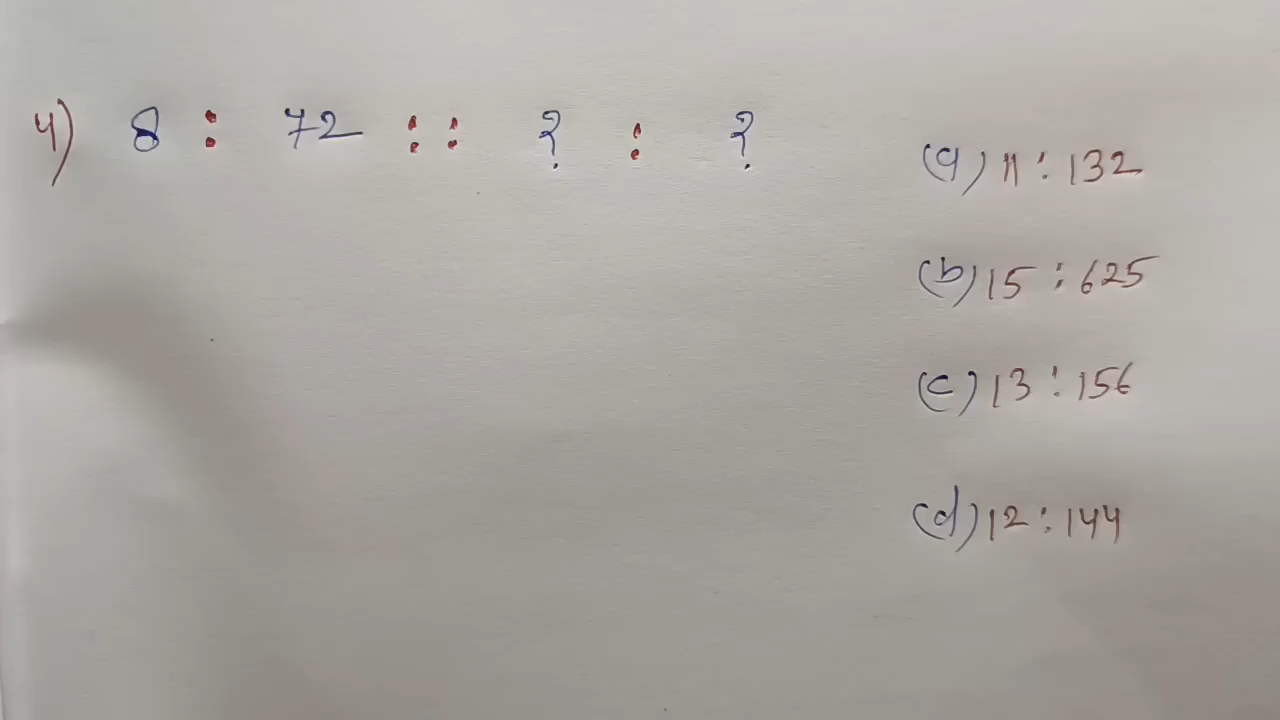 4) 8 : 72 :: ? : ?
(a) 11 : 132
(b) 15 : 625
(c) 13 : 156
(d) 12 : 144